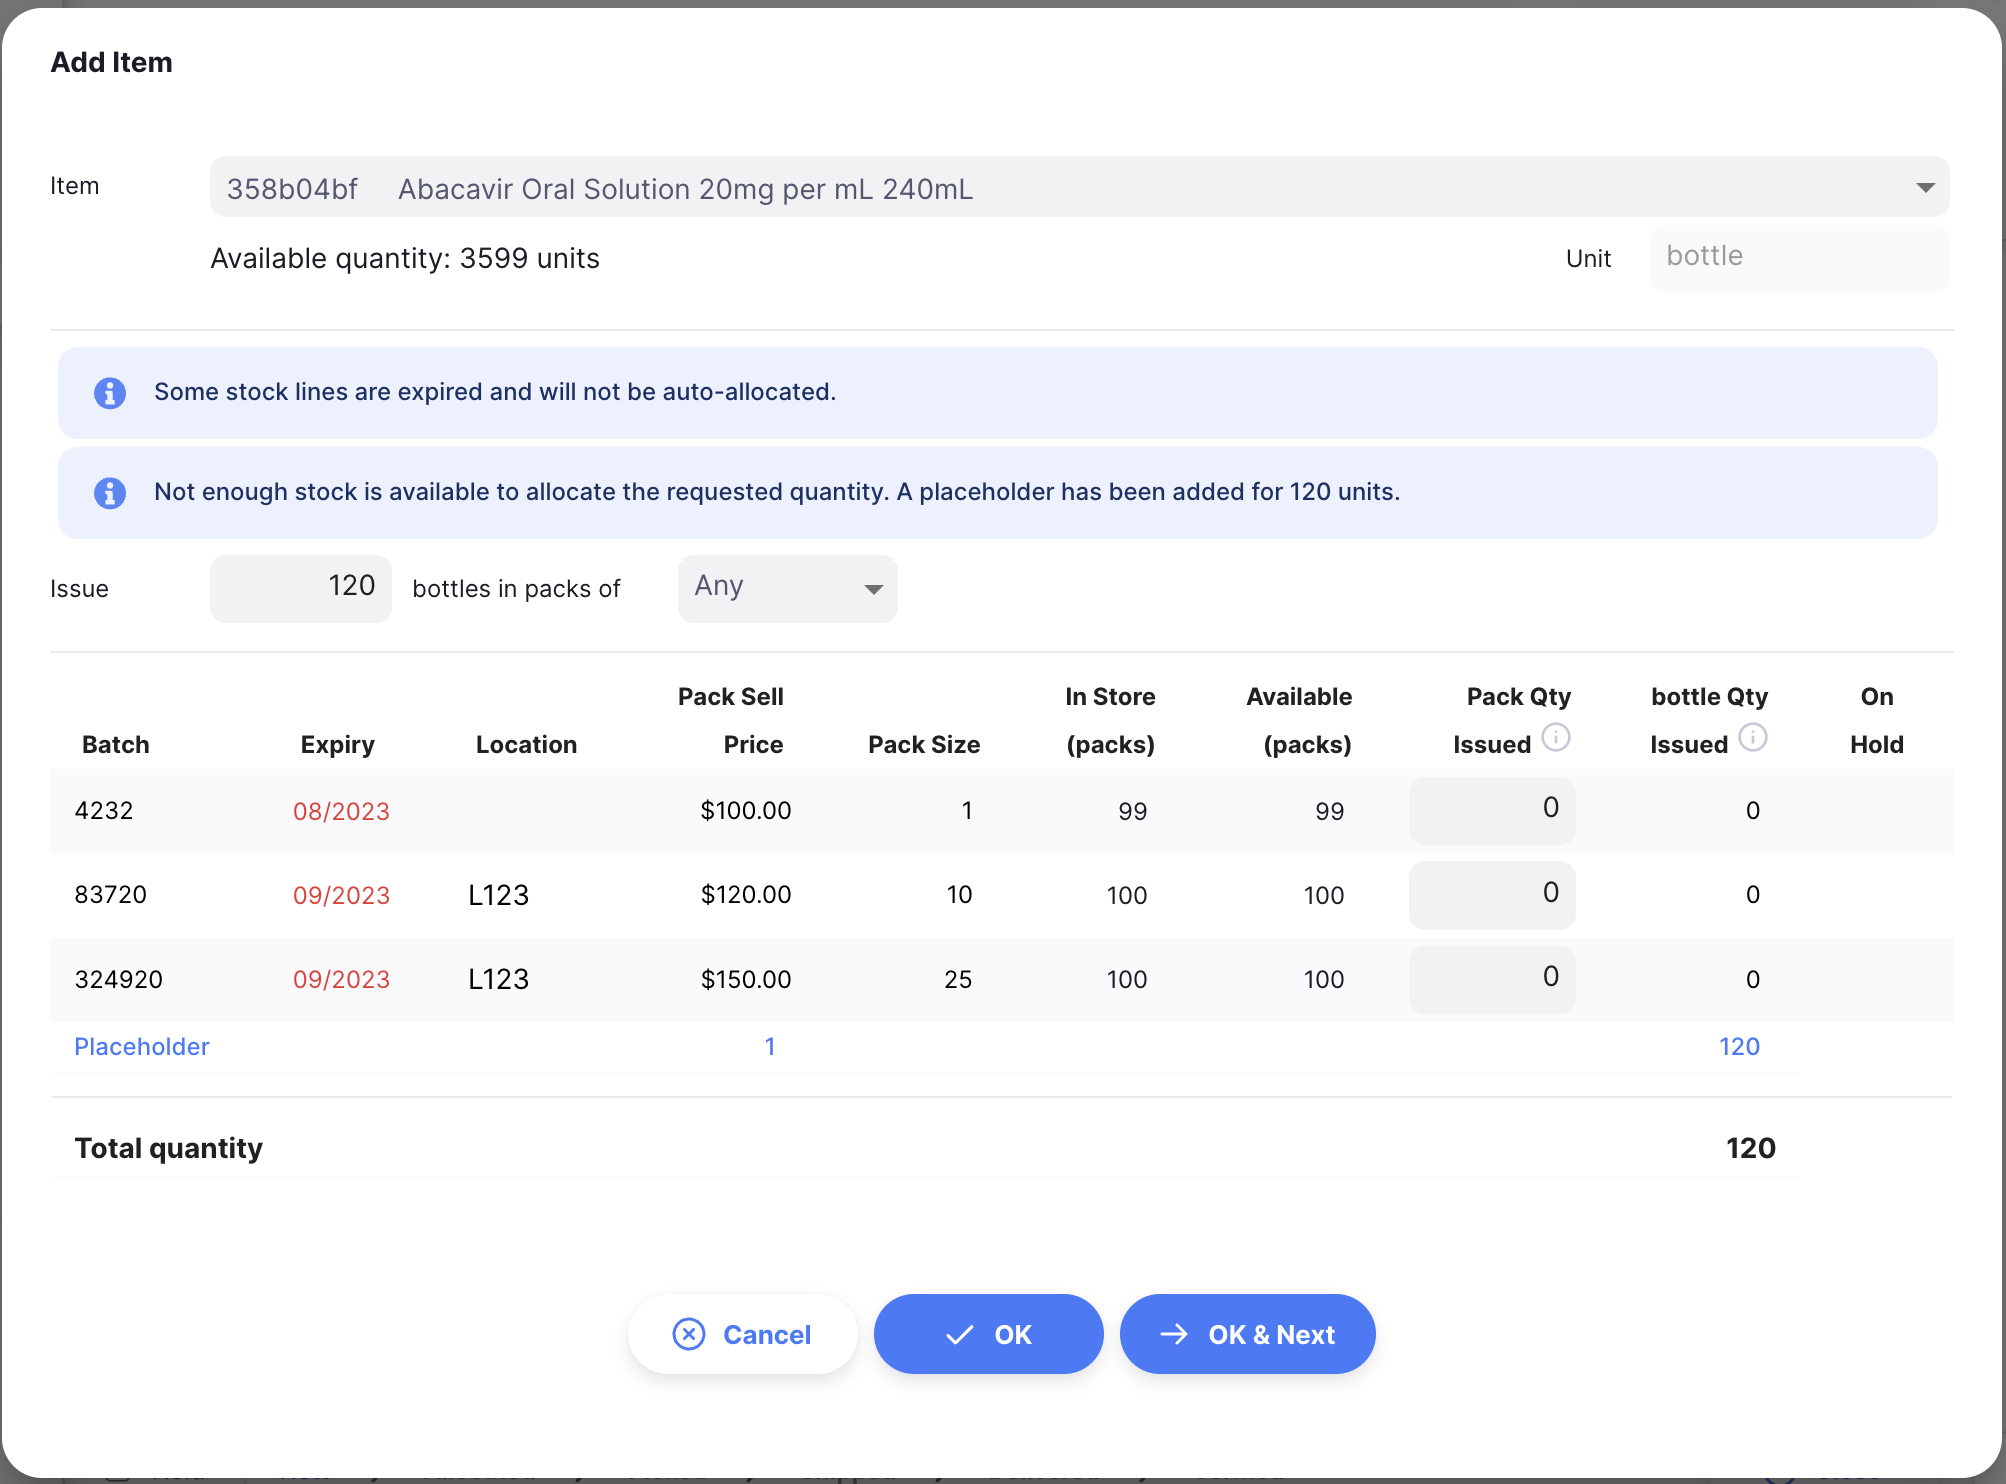 Add Item
Item 358b04bf Abacavir Oral Solution 20mg per mL 240mL
Available quantity: 3599 units Unit bottle
Some stock lines are expired and will not be auto-allocated.
Not enough stock is available to allocate the requested quantity. A placeholder has been added for 120 units.
Issue 120 bottles in packs of Any
Pack Sell In Store Available Pack Qty bottle Qty On
Batch Expiry Location Price Pack Size (packs) (packs) Issued Issued Hold
4232 08/2023 $100.00 1 99 99 0 0
83720 09/2023 L123 $120.00 10 100 100 0 0
324920 09/2023 L123 $150.00 25 100 100 0 0
Placeholder 1 120
Total quantity 120
Cancel OK OK & Next